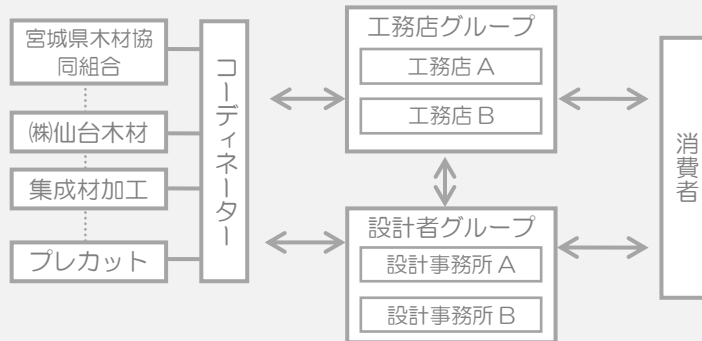 宮城県木材協
同組合
㈱仙台木材
集成材加工
プレカット
コーディネーター
工務店グループ
工務店 A
工務店 B
設計者グループ
設計事務所 A
設計事務所 B
消費者